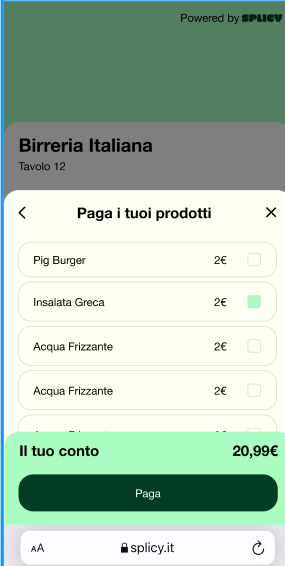 Powered by SPLICY
Birreria Italiana
Tavolo 12
Paga i tuoi prodotti
Pig Burger 2€
Insalata Greca 2€
Acqua Frizzante 2€
Acqua Frizzante 2€
Il tuo conto 20,99€
Paga
AA splicy.it